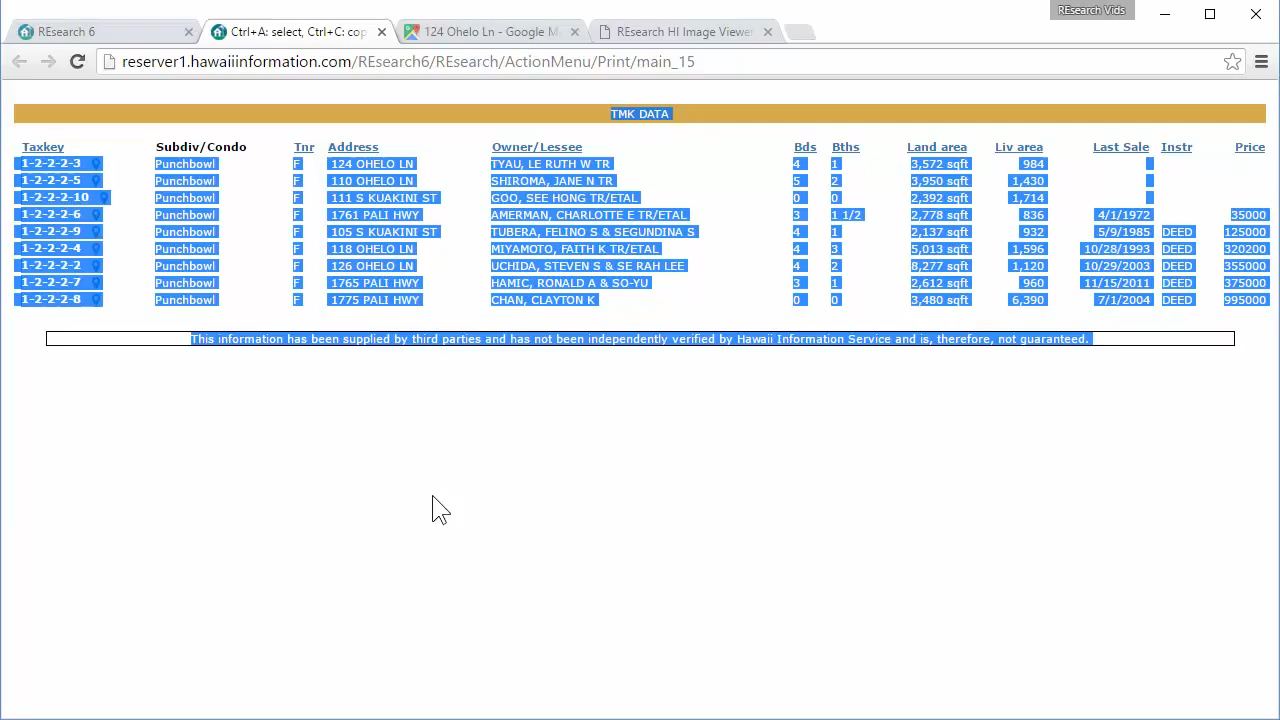 REsearch Vids
REsearch 6
Ctrl+A: select, Ctrl+C: cop
124 Ohelo Ln - Google M
REsearch HI Image Viewer
reserver1.hawaiiinformation.com/REsearch6/REsearch/ActionMenu/Print/main_15
TMK DATA
Taxkey Subdiv/Condo Tnr Address Owner/Lessee Bds Bths Land area Liv area Last Sale Instr Price
1-2-2-2-3 Punchbowl F 124 OHELO LN TYAU, LE RUTH W TR 4 1 3,572 sqft 984
1-2-2-2-5 Punchbowl F 110 OHELO LN SHIROMA, JANE N TR 5 2 3,950 sqft 1,430
1-2-2-2-10 Punchbowl F 111 S KUAKINI ST GOO, SEE HONG TR/ETAL 0 0 2,392 sqft 1,714
1-2-2-2-6 Punchbowl F 1761 PALI HWY AMERMAN, CHARLOTTE E TR/ETAL 3 1 1/2 2,778 sqft 836 4/1/1972 35000
1-2-2-2-9 Punchbowl F 105 S KUAKINI ST TUBERA, FELINO S & SEGUNDINA S 4 1 2,137 sqft 932 5/9/1985 DEED 125000
1-2-2-2-4 Punchbowl F 118 OHELO LN MIYAMOTO, FAITH K TR/ETAL 4 3 5,013 sqft 1,596 10/28/1993 DEED 320200
1-2-2-2-2 Punchbowl F 126 OHELO LN UCHIDA, STEVEN S & SE RAH LEE 4 2 8,277 sqft 1,120 10/29/2003 DEED 355000
1-2-2-2-7 Punchbowl F 1765 PALI HWY HAMIC, RONALD A & SO-YU 3 1 2,612 sqft 960 11/15/2011 DEED 375000
1-2-2-2-8 Punchbowl F 1775 PALI HWY CHAN, CLAYTON K 0 0 3,480 sqft 6,390 7/1/2004 DEED 995000
This information has been supplied by third parties and has not been independently verified by Hawaii Information Service and is, therefore, not guaranteed.